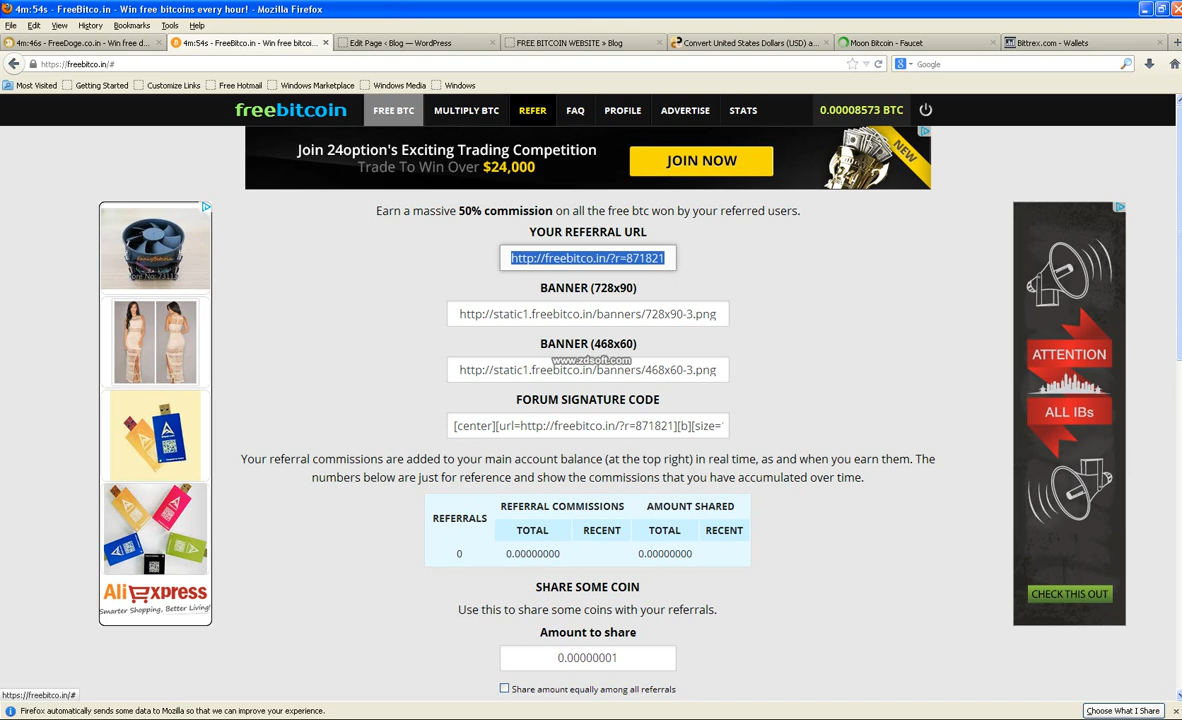 4m:54s - FreeBitco.in - Win free bitcoins every hour! - Mozilla Firefox
File Edit View History Bookmarks Tools Help
4m:46s - FreeDoge.co.in - Win free d...
4m:54s - FreeBitco.in - Win free bitcoi...
Edit Page ‹ Blog — WordPress
FREE BITCOIN WEBSITE » Blog
Convert United States Dollars (USD) a...
Moon Bitcoin - Faucet
Bittrex.com - Wallets
https://freebitco.in/#
Google
Most Visited Getting Started Customize Links Free Hotmail Windows Marketplace Windows Media Windows
freebitcoin FREE BTC MULTIPLY BTC REFER FAQ PROFILE ADVERTISE STATS 0.00008573 BTC
Join 24option's Exciting Trading Competition
Trade To Win Over $24,000
JOIN NOW
NEW
Earn a massive 50% commission on all the free btc won by your referred users.
YOUR REFERRAL URL
http://freebitco.in/?r=871821
BANNER (728x90)
http://static1.freebitco.in/banners/728x90-3.png
BANNER (468x60)
www.zdsoft.com
http://static1.freebitco.in/banners/468x60-3.png
FORUM SIGNATURE CODE
[center][url=http://freebitco.in/?r=871821][b][size=
Your referral commissions are added to your main account balance (at the top right) in real time, as and when you earn them. The
numbers below are just for reference and show the commissions that you have accumulated over time.
REFERRALS REFERRAL COMMISSIONS AMOUNT SHARED
TOTAL RECENT TOTAL RECENT
0 0.00000000 0.00000000
SHARE SOME COIN
Use this to share some coins with your referrals.
Amount to share
0.00000001
Share amount equally among all referrals
AliExpress
Smarter Shopping, Better Living!
ATTENTION
ALL IBs
CHECK THIS OUT
https://freebitco.in/#
Firefox automatically sends some data to Mozilla so that we can improve your experience.
Choose What I Share